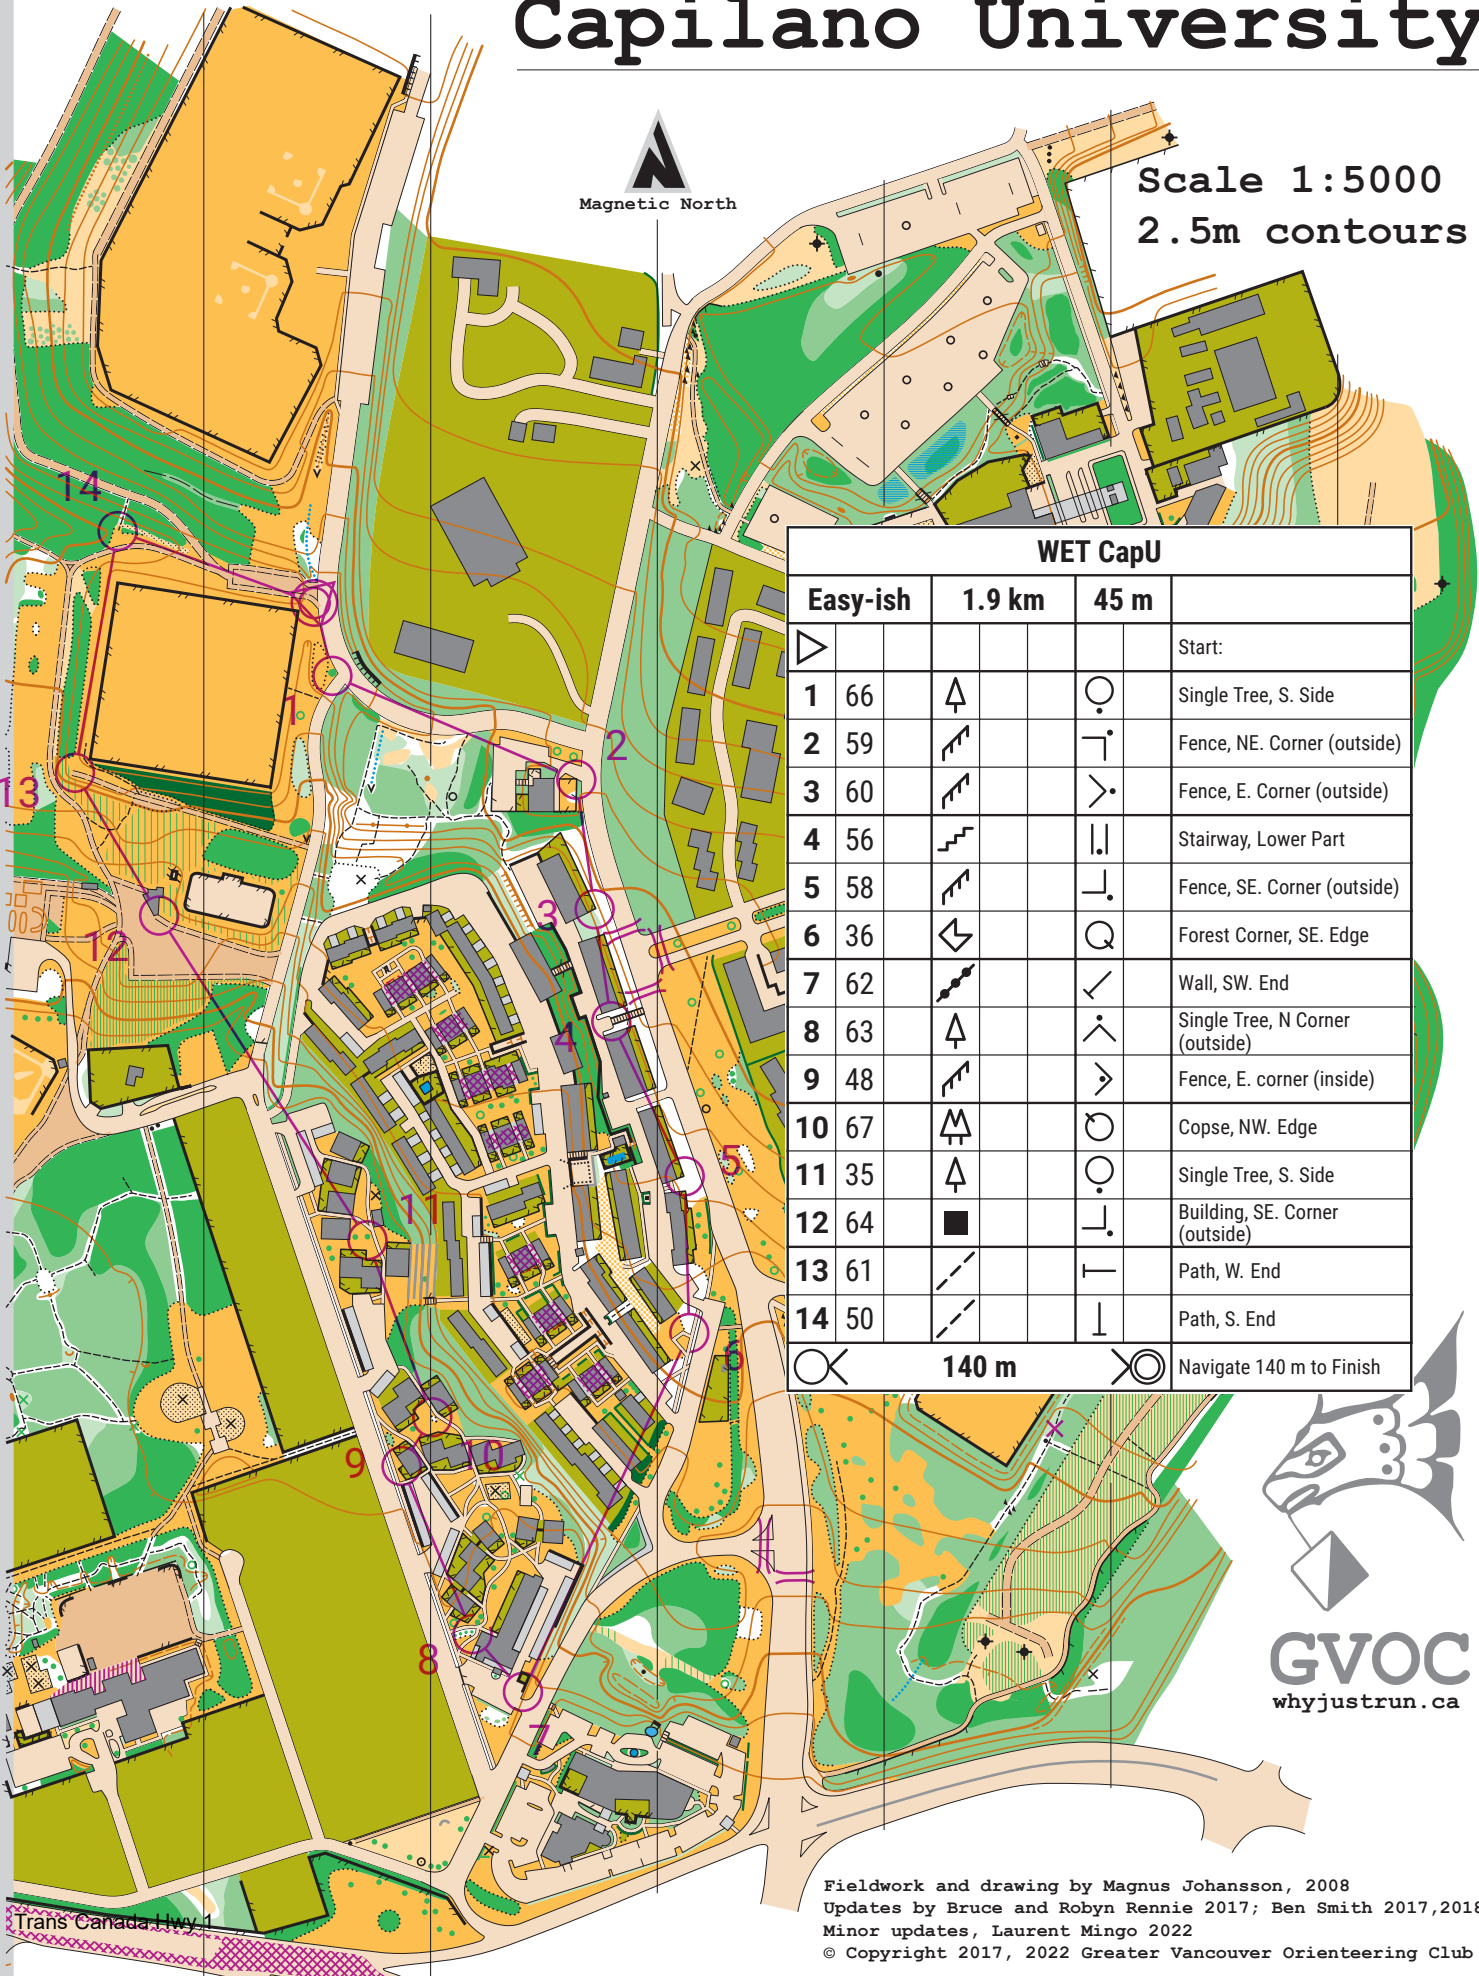 Capilano University
Magnetic North
Scale 1:5000
2.5m contours
WET CapU
Easy-ish 1.9 km 45 m
Start:
1 66 Single Tree, S. Side
2 59 Fence, NE. Corner (outside)
3 60 Fence, E. Corner (outside)
4 56 Stairway, Lower Part
5 58 Fence, SE. Corner (outside)
6 36 Forest Corner, SE. Edge
7 62 Wall, SW. End
8 63 Single Tree, N Corner
(outside)
9 48 Fence, E. corner (inside)
10 67 Copse, NW. Edge
11 35 Single Tree, S. Side
12 64 Building, SE. Corner
(outside)
13 61 Path, W. End
14 50 Path, S. End
140 m Navigate 140 m to Finish
14
1
2
13
3
12
4
5
11
6
9
10
8
7
GVOC
whyjustrun.ca
Trans Canada Hwy 1
Fieldwork and drawing by Magnus Johansson, 2008
Updates by Bruce and Robyn Rennie 2017; Ben Smith 2017,2018
Minor updates, Laurent Mingo 2022
© Copyright 2017, 2022 Greater Vancouver Orienteering Club